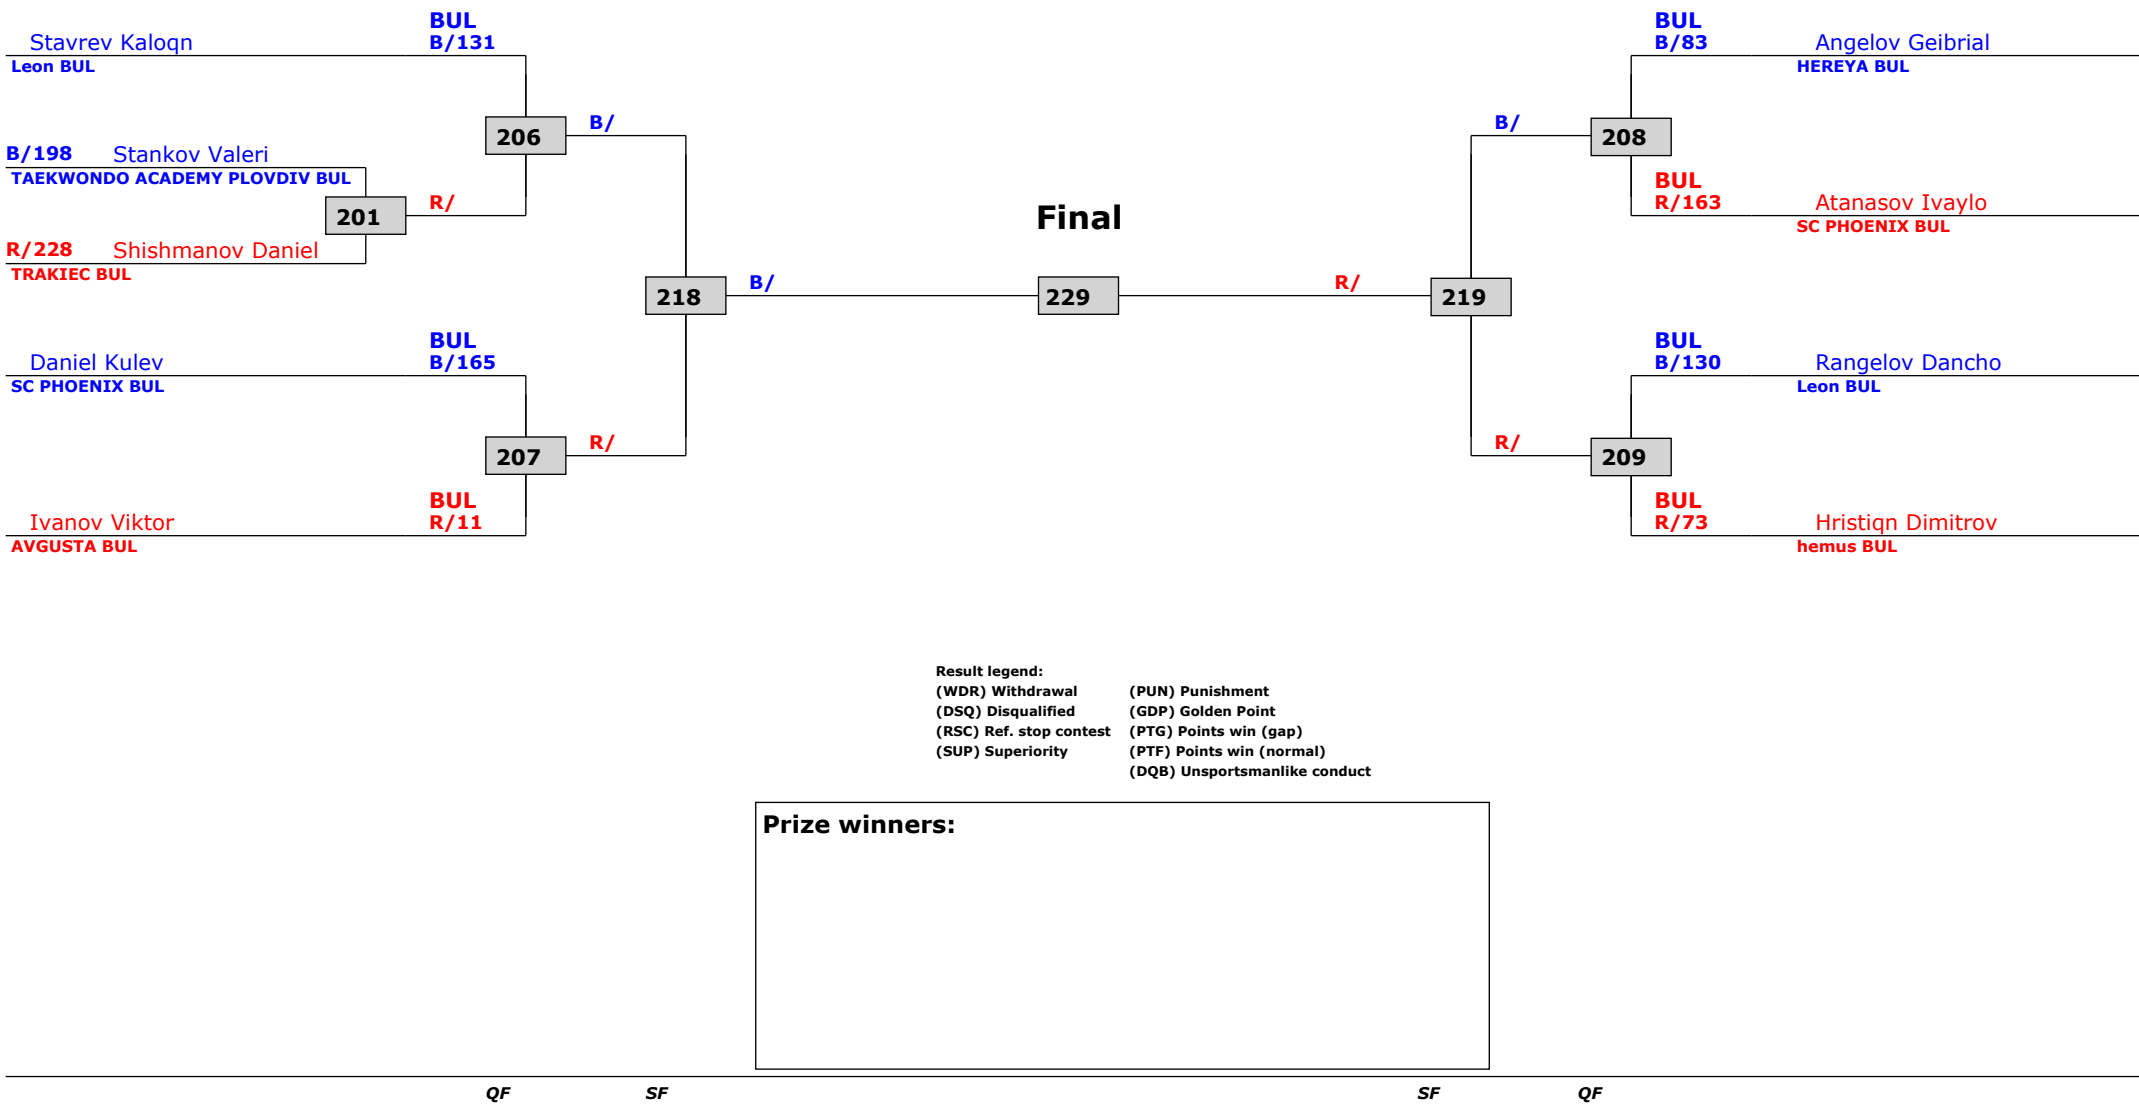 BUL
Stavrev Kaloqn B/131
Leon BUL
206
B/
B/198 Stankov Valeri
TAEKWONDO ACADEMY PLOVDIV BUL
201
R/
R/228 Shishmanov Daniel
TRAKIEC BUL
218
B/
BUL
Daniel Kulev B/165
SC PHOENIX BUL
207
R/
BUL
Ivanov Viktor R/11
AVGUSTA BUL
Final
229
BUL
B/83 Angelov Geibrial
HEREYA BUL
B/
208
BUL
R/163 Atanasov Ivaylo
SC PHOENIX BUL
R/
219
BUL
B/130 Rangelov Dancho
Leon BUL
R/
209
BUL
R/73 Hristiqn Dimitrov
hemus BUL
Result legend:
(WDR) Withdrawal (PUN) Punishment
(DSQ) Disqualified (GDP) Golden Point
(RSC) Ref. stop contest (PTG) Points win (gap)
(SUP) Superiority (PTF) Points win (normal)
(DQB) Unsportsmanlike conduct
Prize winners:
QF SF SF QF